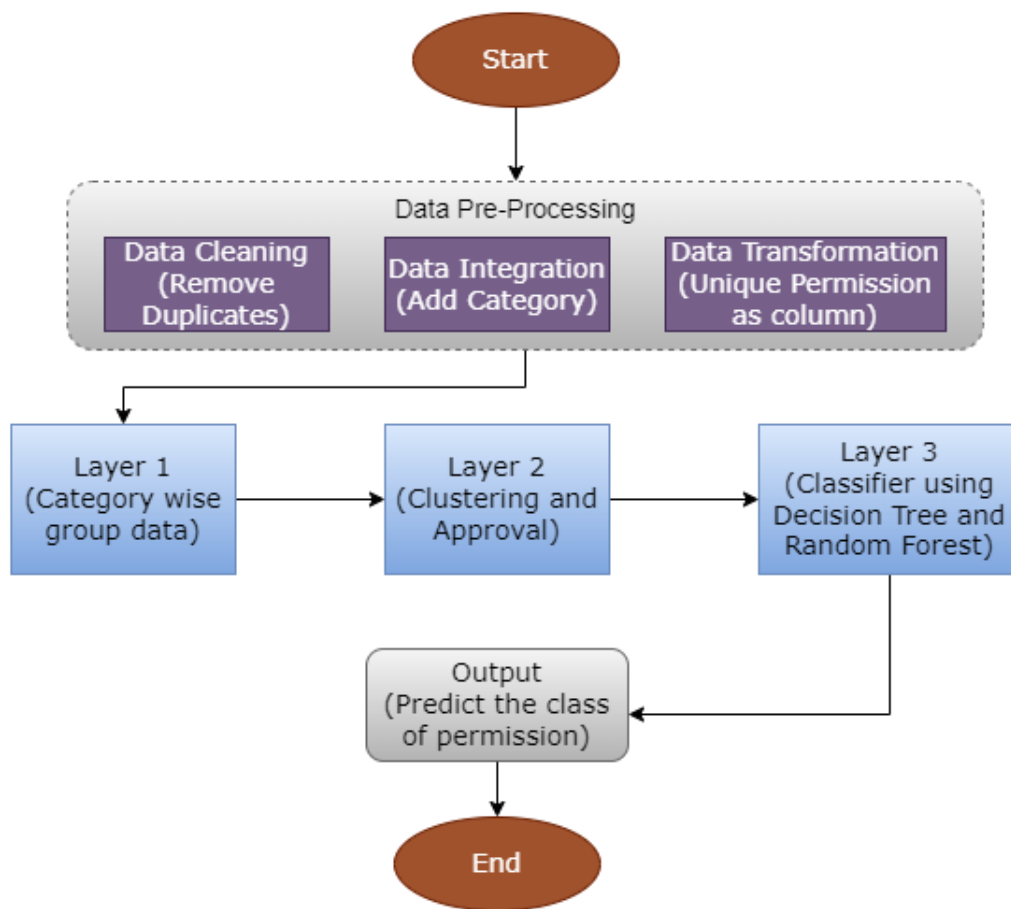 Start
Data Pre-Processing
Data Cleaning
(Remove
Duplicates)
Data Integration
(Add Category)
Data Transformation
(Unique Permission
as column)
Layer 1
(Category wise
group data)
Layer 2
(Clustering and
Approval)
Layer 3
(Classifier using
Decision Tree and
Random Forest)
Output
(Predict the class
of permission)
End